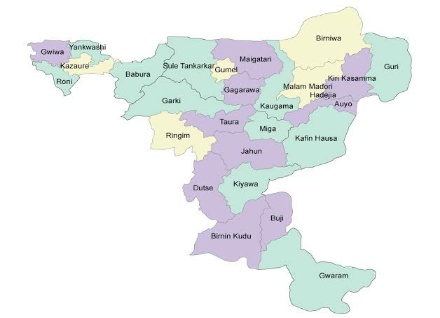 Birniwa
Yankwashi
Gwiwa
Maigatari
Kazaure
Sule Tankarkar
Gumel
Guri
Babura
Kiri Kasamma
Roni
Gagarawa
Malam Madori
Hadejia
Garki
Kaugama
Auyo
Taura
Miga
Ringim
Kafin Hausa
Jahun
Kiyawa
Dutse
Buji
Birnin Kudu
Gwaram